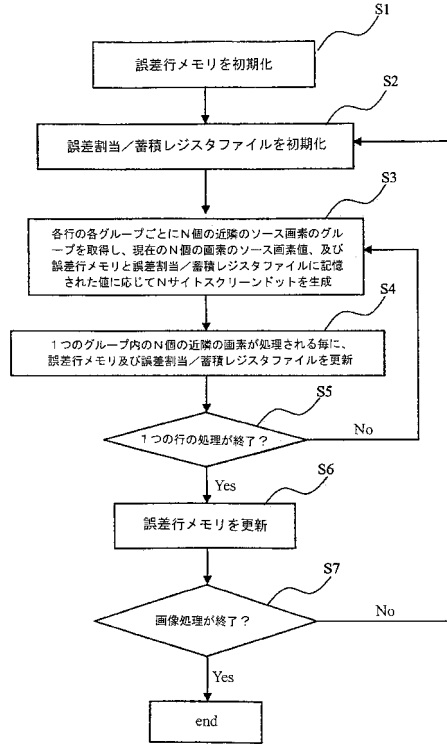 S1
誤差行メモリを初期化
S2
誤差割当/蓄積レジスタファイルを初期化
S3
各行の各グループごとにN個の近隣のソース画素のグ
ループを取得し、現在のN個の画素のソース画素値、及び
誤差行メモリと誤差割当/蓄積レジスタファイルに記憶
された値に応じてNサイトスクリーンドットを生成
S4
1つのグループ内のN個の近隣の画素が処理される毎に、
誤差行メモリ及び誤差割当/蓄積レジスタファイルを更新
S5
1つの行の処理が終了?
No
Yes
S6
誤差行メモリを更新
S7
画像処理が終了?
No
Yes
end